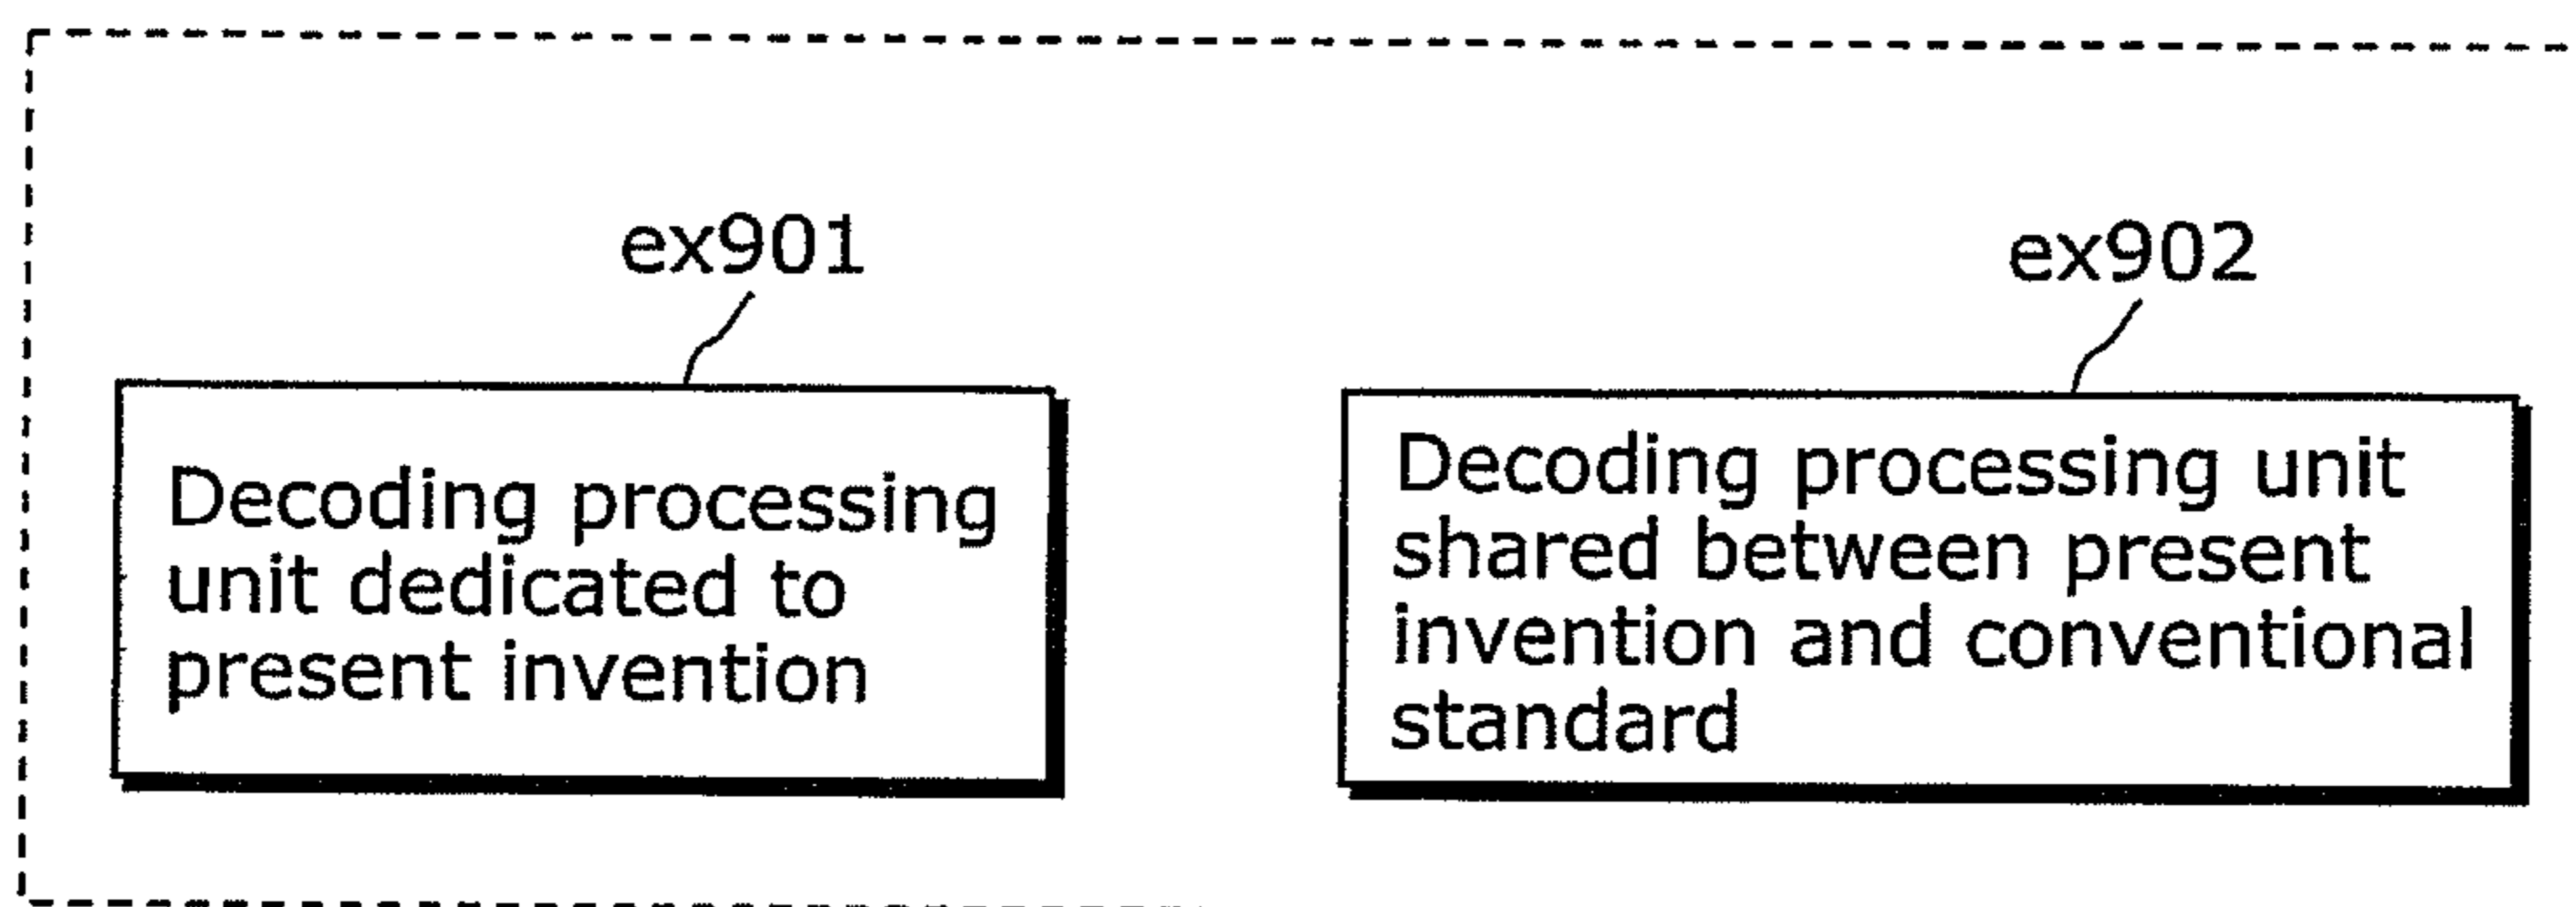 ex901
ex902
Decoding processing
unit dedicated to
present invention
Decoding processing unit
shared between present
invention and conventional
standard